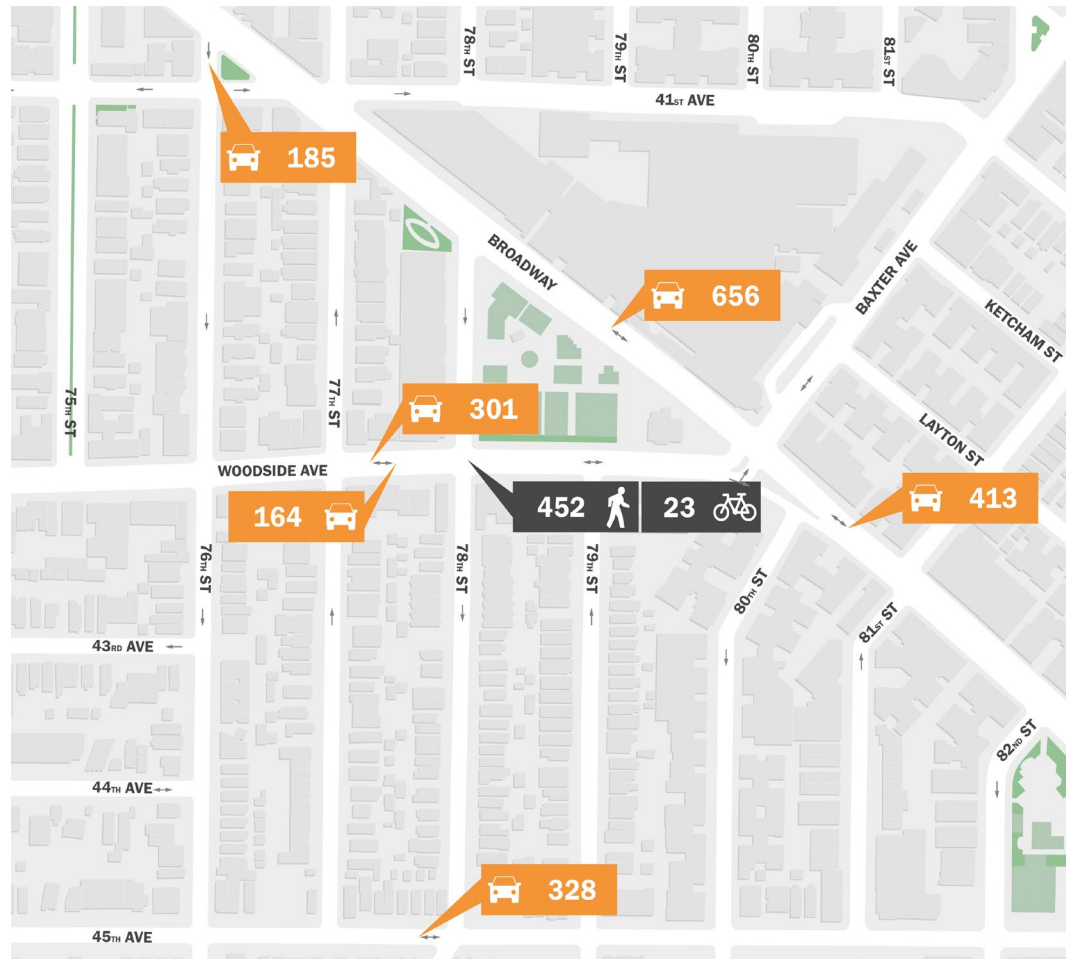 78TH ST
79TH ST
80TH ST
81ST ST
41ST AVE
185
BROADWAY
656
BAXTER AVE
KETCHAM ST
75TH ST
77TH ST
301
LAYTON ST
WOODSIDE AVE
164
452
23
413
76TH ST
78TH ST
79TH ST
80TH ST
81ST ST
43RD AVE
82ND ST
44TH AVE
328
45TH AVE